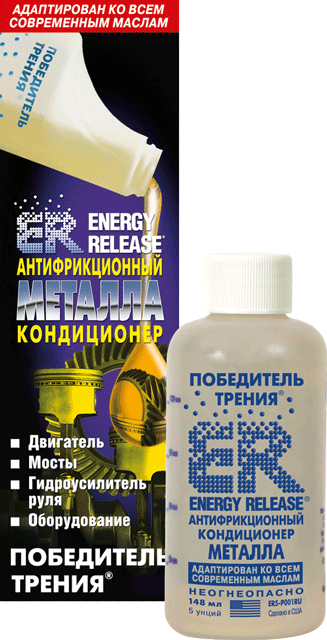 АДАПТИРОВАН КО ВСЕМ
СОВРЕМЕННЫМ МАСЛАМ
ПОБЕДИТЕЛЬ
ТРЕНИЯ®
ER ENERGY
RELEASE®
АНТИФРИКЦИОННЫЙ
МЕТАЛЛА
КОНДИЦИОНЕР
Двигатель
Мосты
Гидроусилитель
руля
Оборудование
ПОБЕДИТЕЛЬ
ТРЕНИЯ®
ПОБЕДИТЕЛЬ
ТРЕНИЯ®
ER
ENERGY RELEASE®
АНТИФРИКЦИОННЫЙ
КОНДИЦИОНЕР
МЕТАЛЛА
АДАПТИРОВАН КО ВСЕМ
СОВРЕМЕННЫМ МАСЛАМ
НЕОГНЕОПАСНО
148 мл ER5-P001RU
5 унций Сделано в США